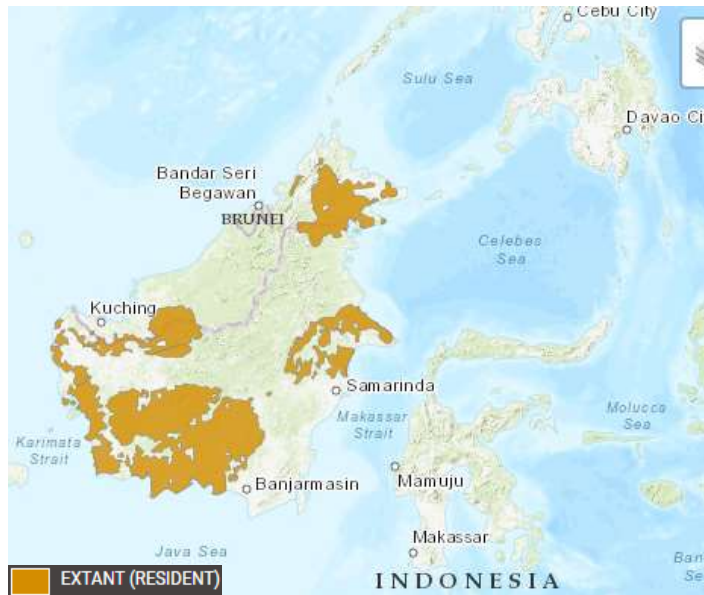 Cebu City
Sulu Sea
Davao Ci
Bandar Seri
Begawan
BRUNEI
Celebes
Sea
Kuching
Samarinda
Makassar
Strait
Molucca
Sea
Karimata
Strait
Banjarmasin
Mamuju
Java Sea
Makassar
Ban
Se
INDONESIA
EXTANT (RESIDENT)